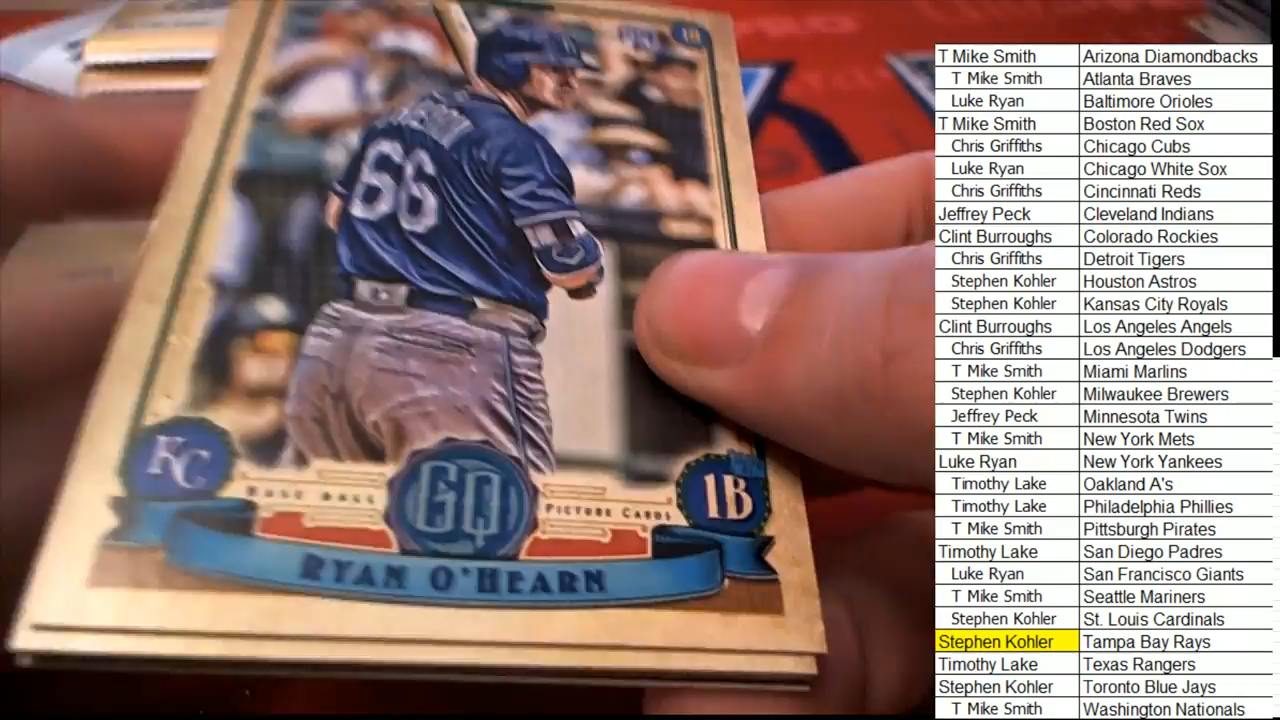 66
KC
BASE BALL
GQ
PICTURE CARDS
1B
RYAN O'HEARN
T Mike Smith Arizona Diamondbacks
T Mike Smith Atlanta Braves
Luke Ryan Baltimore Orioles
T Mike Smith Boston Red Sox
Chris Griffiths Chicago Cubs
Luke Ryan Chicago White Sox
Chris Griffiths Cincinnati Reds
Jeffrey Peck Cleveland Indians
Clint Burroughs Colorado Rockies
Chris Griffiths Detroit Tigers
Stephen Kohler Houston Astros
Stephen Kohler Kansas City Royals
Clint Burroughs Los Angeles Angels
Chris Griffiths Los Angeles Dodgers
T Mike Smith Miami Marlins
Stephen Kohler Milwaukee Brewers
Jeffrey Peck Minnesota Twins
T Mike Smith New York Mets
Luke Ryan New York Yankees
Timothy Lake Oakland A's
Timothy Lake Philadelphia Phillies
T Mike Smith Pittsburgh Pirates
Timothy Lake San Diego Padres
Luke Ryan San Francisco Giants
T Mike Smith Seattle Mariners
Stephen Kohler St. Louis Cardinals
Stephen Kohler Tampa Bay Rays
Timothy Lake Texas Rangers
Stephen Kohler Toronto Blue Jays
T Mike Smith Washington Nationals